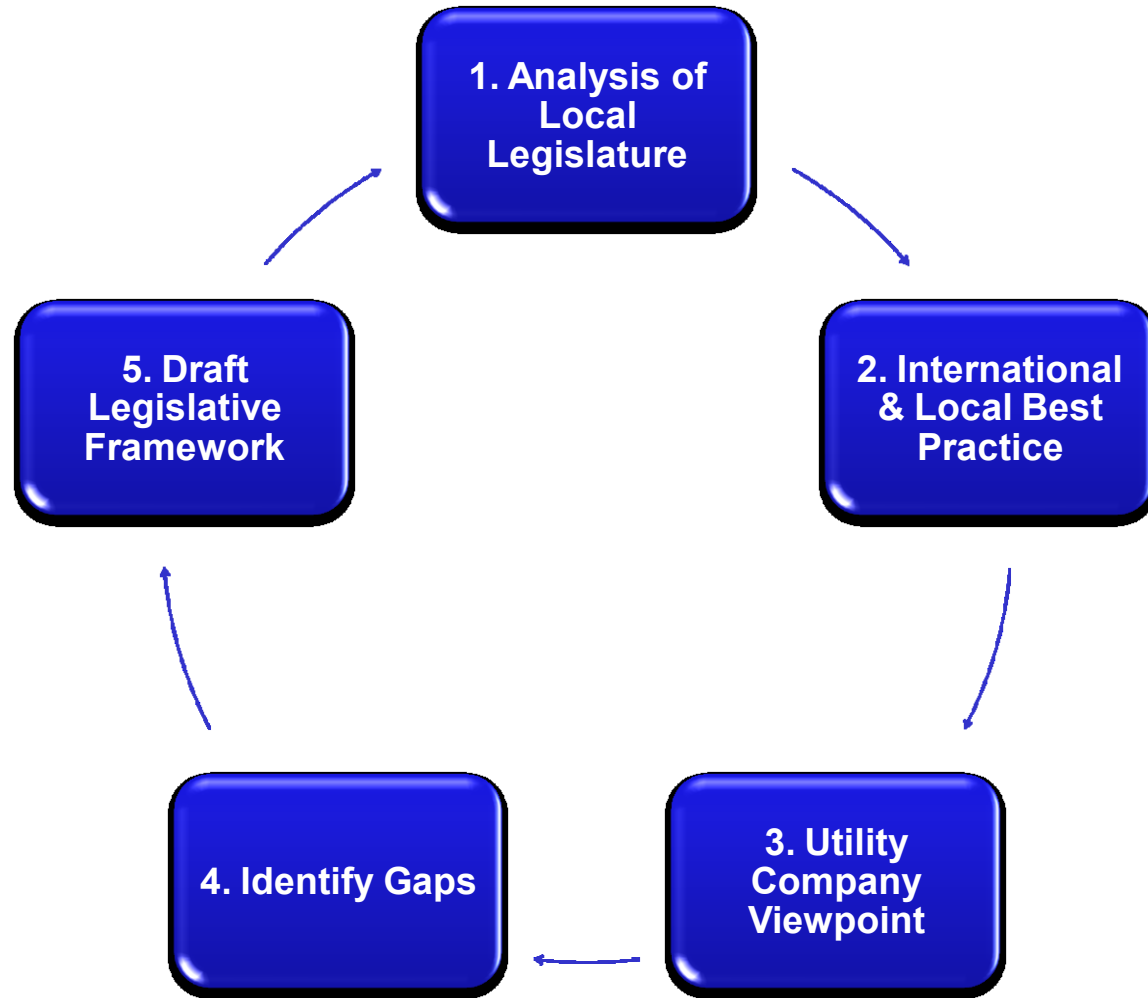 1. Analysis of
Local
Legislature
2. International
& Local Best
Practice
3. Utility
Company
Viewpoint
4. Identify Gaps
5. Draft
Legislative
Framework